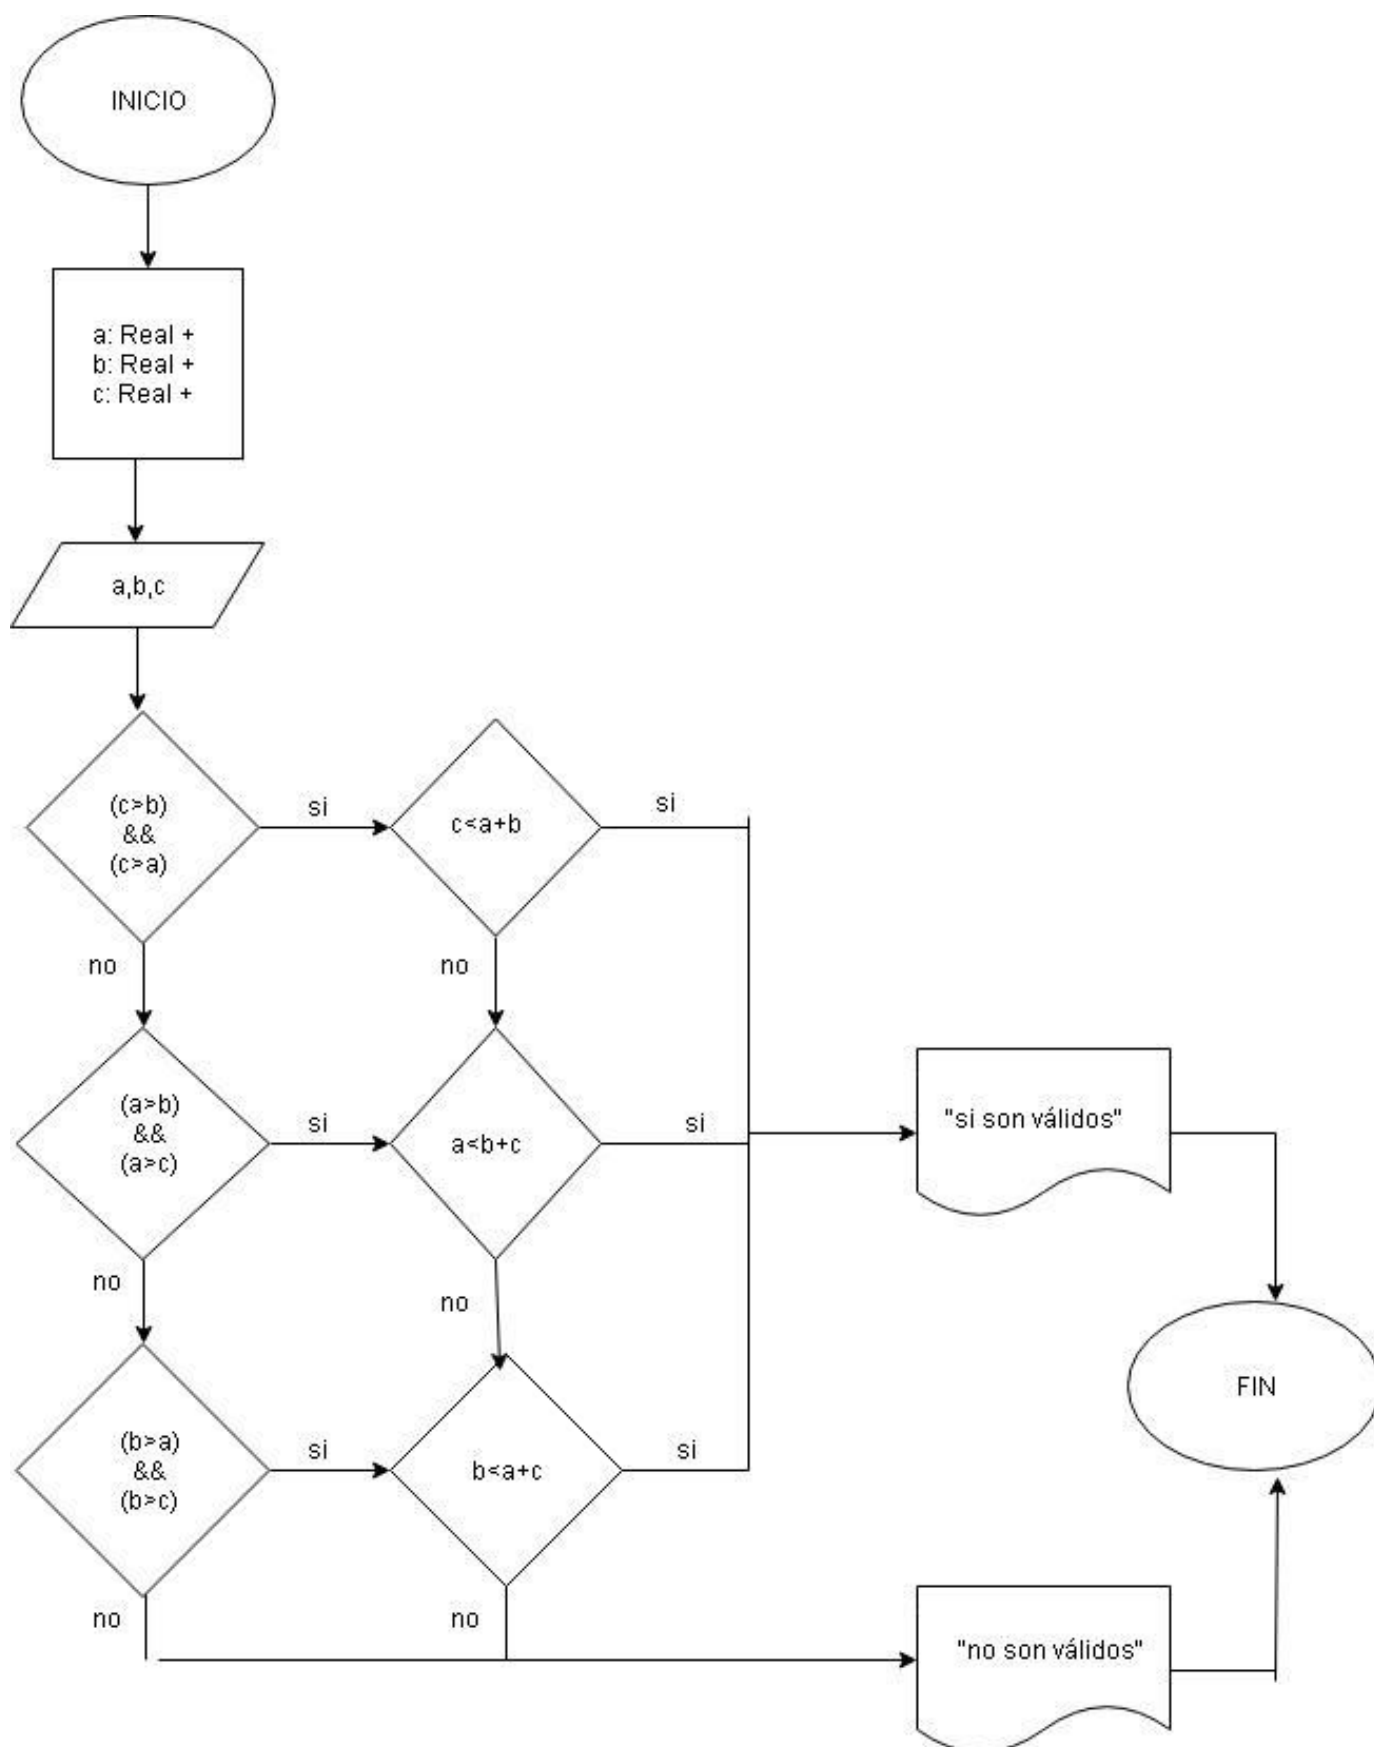 INICIO
a: Real +
b: Real +
c: Real +
a,b,c
(c>b)
&&
(c>a)
si
c<a+b
si
no
no
(a>b)
&&
(a>c)
si
a<b+c
si
"si son válidos"
no
no
(b>a)
&&
(b>c)
si
b<a+c
si
FIN
no
no
"no son válidos"